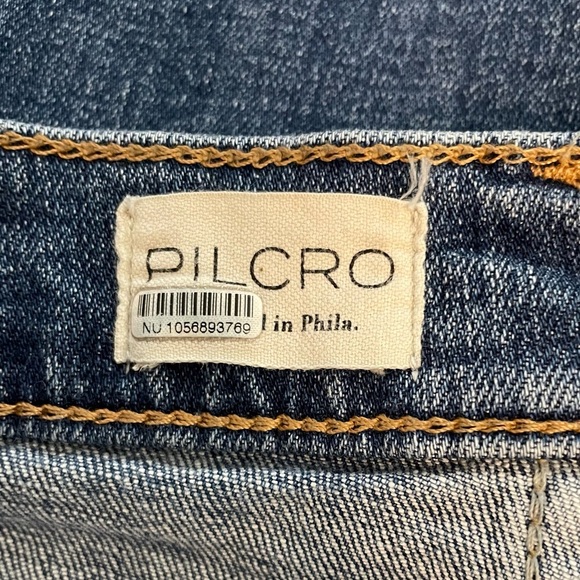 PILCRO
in Phila.
NU 1056893769